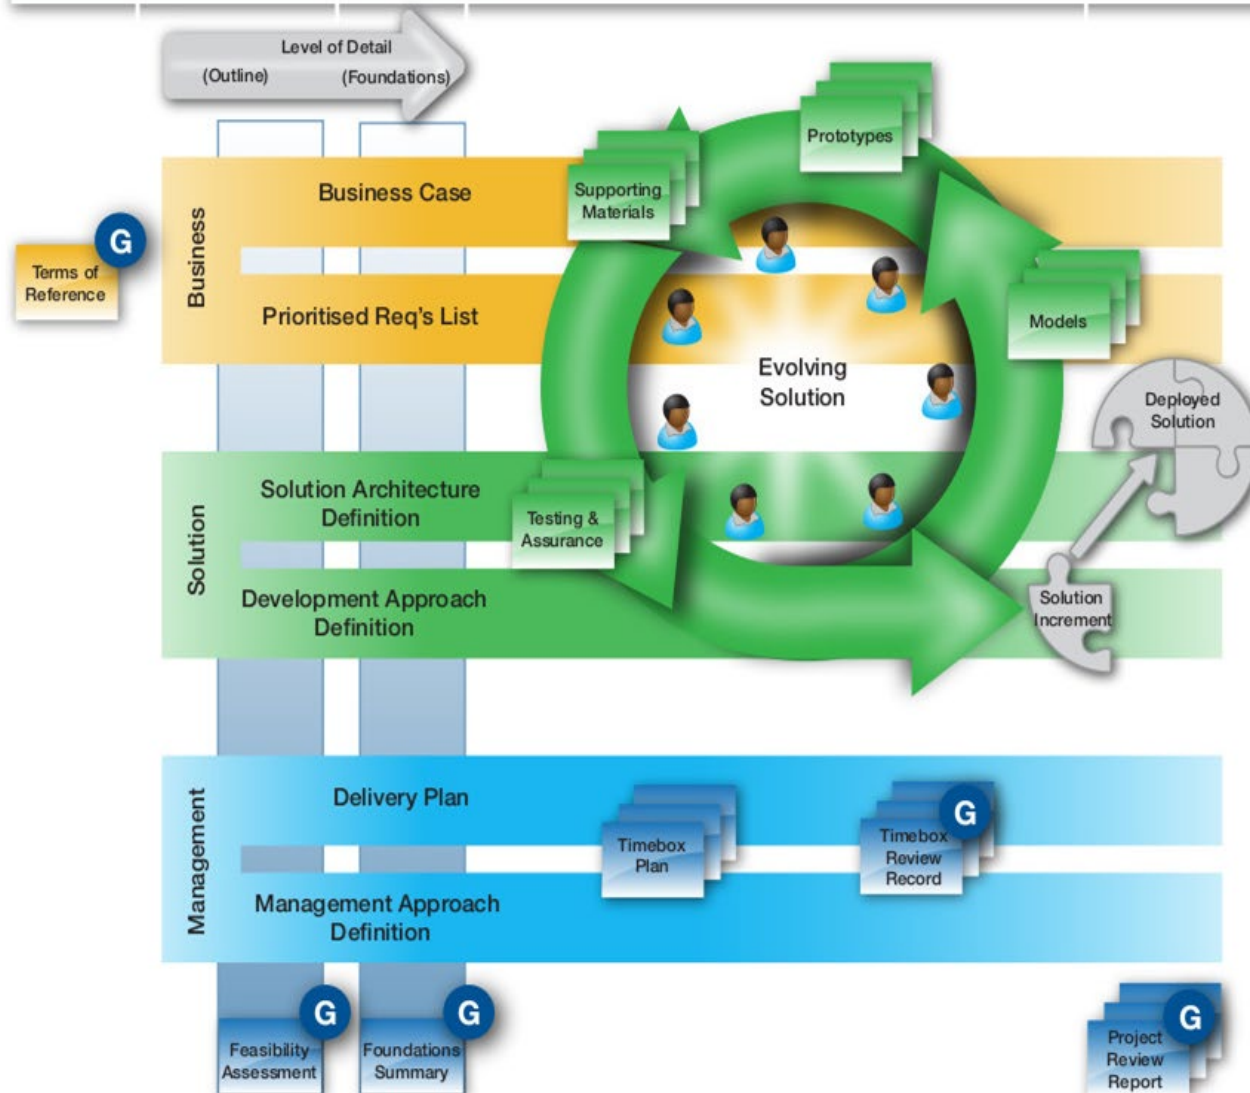 Level of Detail
(Outline)
(Foundations)
Prototypes
Supporting
Materials
Business
Business Case
G
Terms of
Reference
Prioritised Req's List
Models
Evolving
Solution
Deployed
Solution
Solution
Solution Architecture
Definition
Testing &
Assurance
Development Approach
Definition
Solution
Increment
Management
Delivery Plan
Timebox
Plan
G
Timebox
Review
Record
Management Approach
Definition
G
Feasibility
Assessment
G
Foundations
Summary
G
Project
Review
Report